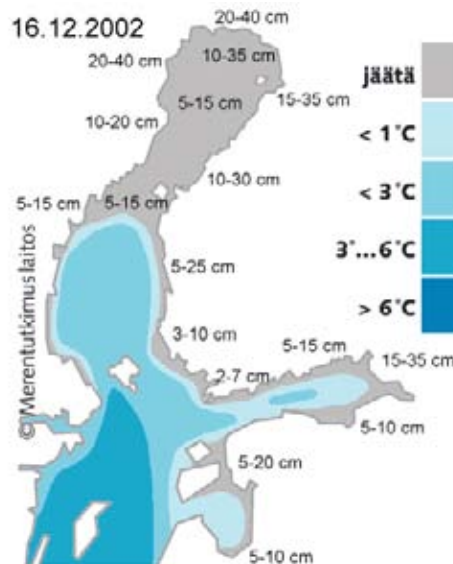 16.12.2002
20-40 cm
20-40 cm
10-35 cm
jäätä
5-15 cm
15-35 cm
10-20 cm
< 1°C
10-30 cm
5-15 cm
5-15 cm
< 3°C
5-25 cm
3°...6°C
> 6°C
3-10 cm
5-15 cm
15-35 cm
2-7 cm
5-10 cm
5-20 cm
5-10 cm
© Merentutkimuslaitos